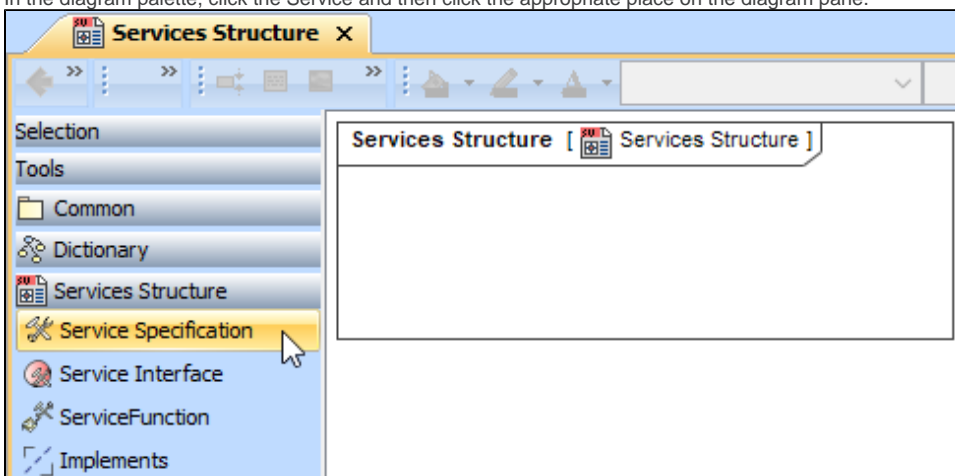 In the diagram palette, click the Service and then click the appropriate place on the diagram pane.
Services Structure
Selection
Tools
Common
Dictionary
Services Structure
Service Specification
Service Interface
ServiceFunction
Implements
Services Structure [ Services Structure ]